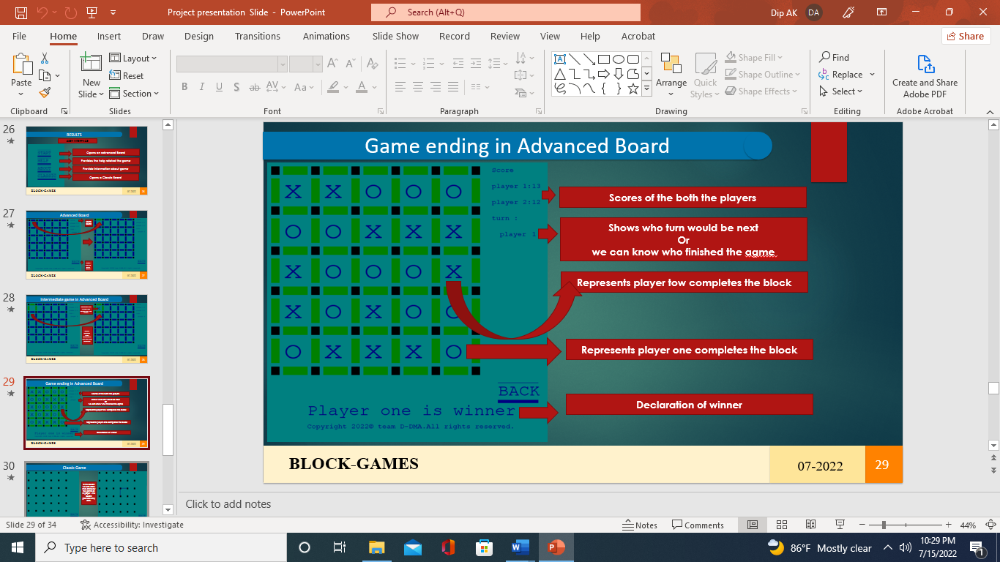 Project presentation Slide - PowerPoint
Search (Alt+Q)
Dip AK
DA
File Home Insert Draw Design Transitions Animations Slide Show Record Review View Help Acrobat
Share
Paste
New
Slide
Layout
Reset
Section
B I U S ab AV Aa A
Arrange
Quick
Styles
Shape Fill
Shape Outline
Shape Effects
Find
Replace
Select
Create and Share
Adobe PDF
Clipboard Slides Font Paragraph Drawing Editing Adobe Acrobat
26
RESULTS
Opens an advanced Board
Provides the help related the game
Provide information about game
Opens a Classic Board
BLOCK-GAMES
27
Advanced Board
BLOCK-GAMES
28
Intermediate game in Advanced Board
BLOCK-GAMES
29
Game ending in Advanced Board
BLOCK-GAMES
30
Classic Game
Game ending in Advanced Board
Score
player 1:13
player 2:12
turn :
player 1
X X O O O
O O X X X
X O O O X
X O X O O
O X X X O
Scores of the both the players
Shows who turn would be next
Or
we can know who finished the agme
Represents player tow completes the block
Represents player one completes the block
BACK
Declaration of winner
Player one is winner
Copyright 2022© team D-DMA.All rights reserved.
BLOCK-GAMES
07-2022
29
Click to add notes
Slide 29 of 34
Accessibility: Investigate
Notes
Comments
44%
Type here to search
86°F Mostly clear
10:29 PM
7/15/2022
1